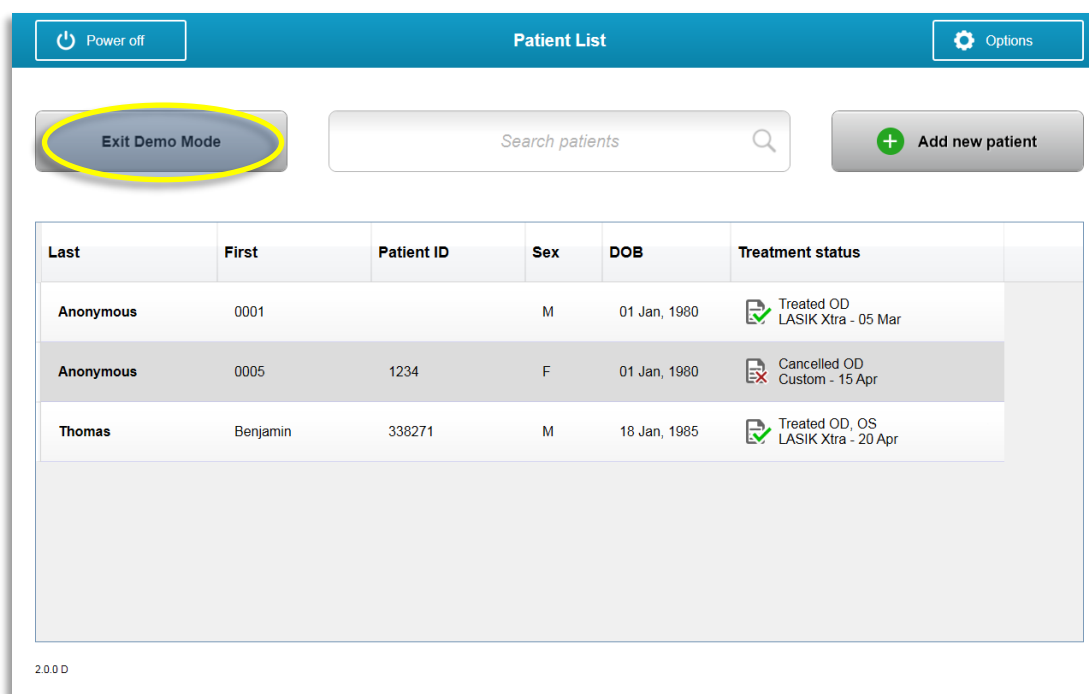 Power off
Patient List
Options
Exit Demo Mode
Search patients
Add new patient
Last First Patient ID Sex DOB Treatment status
Anonymous 0001 M 01 Jan, 1980 Treated OD
LASIK Xtra - 05 Mar
Anonymous 0005 1234 F 01 Jan, 1980 Cancelled OD
Custom - 15 Apr
Thomas Benjamin 338271 M 18 Jan, 1985 Treated OD, OS
LASIK Xtra - 20 Apr
2.0.0 D